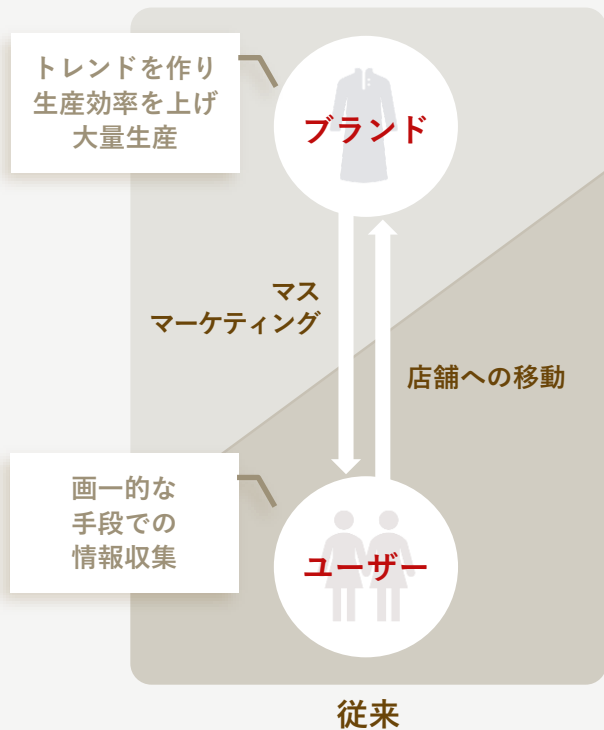 トレンドを作り
生産効率を上げ
大量生産
ブランド
マス
マーケティング
店舗への移動
画一的な
手段での
情報収集
ユーザー
従来